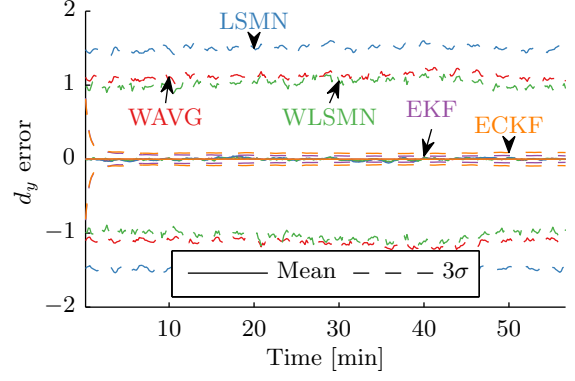 2
LSMN
1
WAVG
WLSMN
EKF
ECKF
0
d_y error
−1
Mean
3σ
−2
10
20
30
40
50
Time [min]